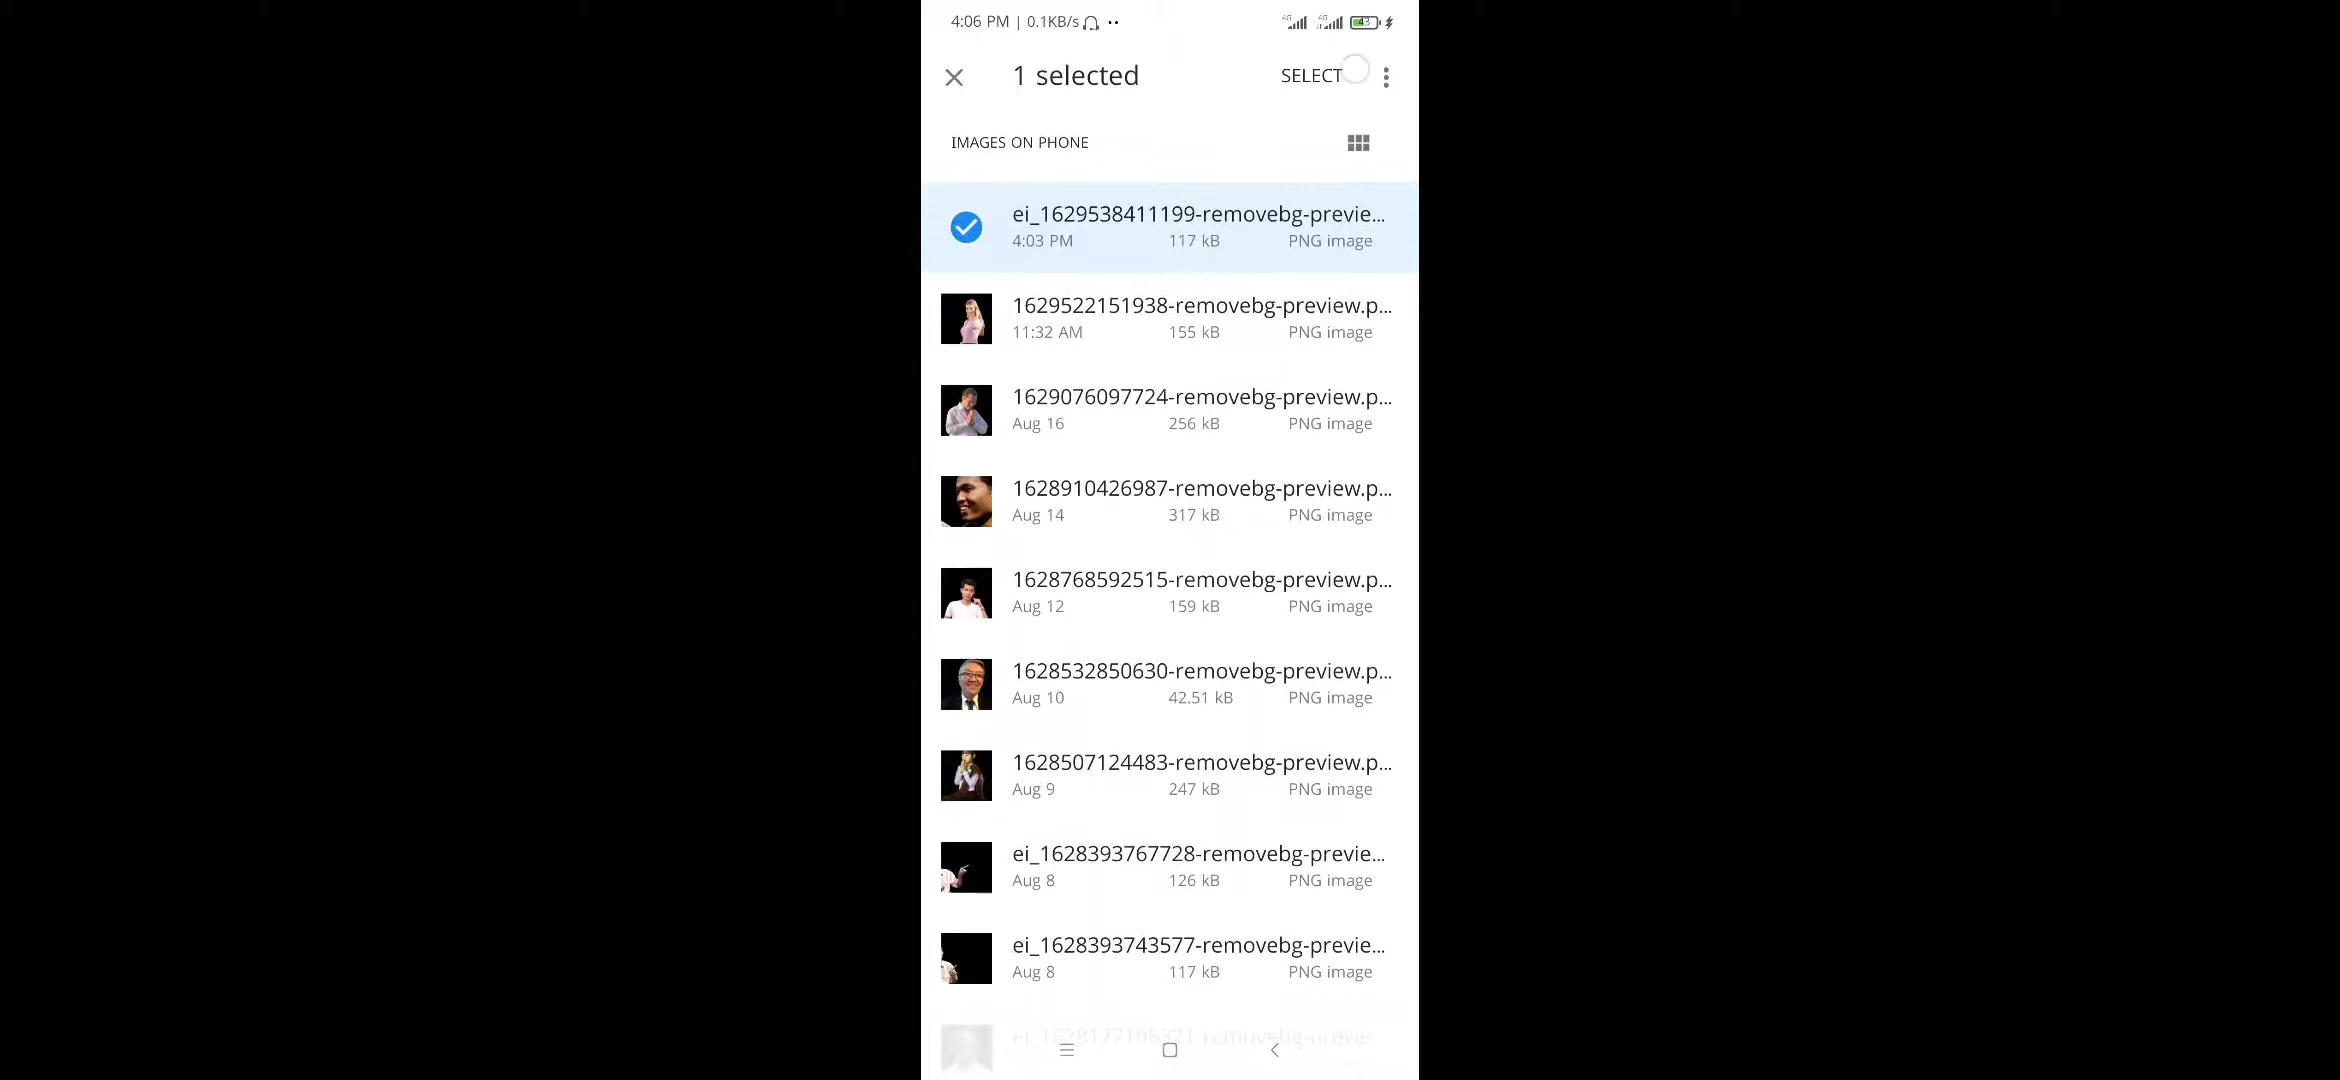 4:06 PM | 0.1KB/s
4G 4G 43
1 selected SELECT
IMAGES ON PHONE
ei_1629538411199-removebg-previe...
4:03 PM 117 kB PNG image
1629522151938-removebg-preview.p...
11:32 AM 155 kB PNG image
1629076097724-removebg-preview.p...
Aug 16 256 kB PNG image
1628910426987-removebg-preview.p...
Aug 14 317 kB PNG image
1628768592515-removebg-preview.p...
Aug 12 159 kB PNG image
1628532850630-removebg-preview.p...
Aug 10 42.51 kB PNG image
1628507124483-removebg-preview.p...
Aug 9 247 kB PNG image
ei_1628393767728-removebg-previe...
Aug 8 126 kB PNG image
ei_1628393743577-removebg-previe...
Aug 8 117 kB PNG image